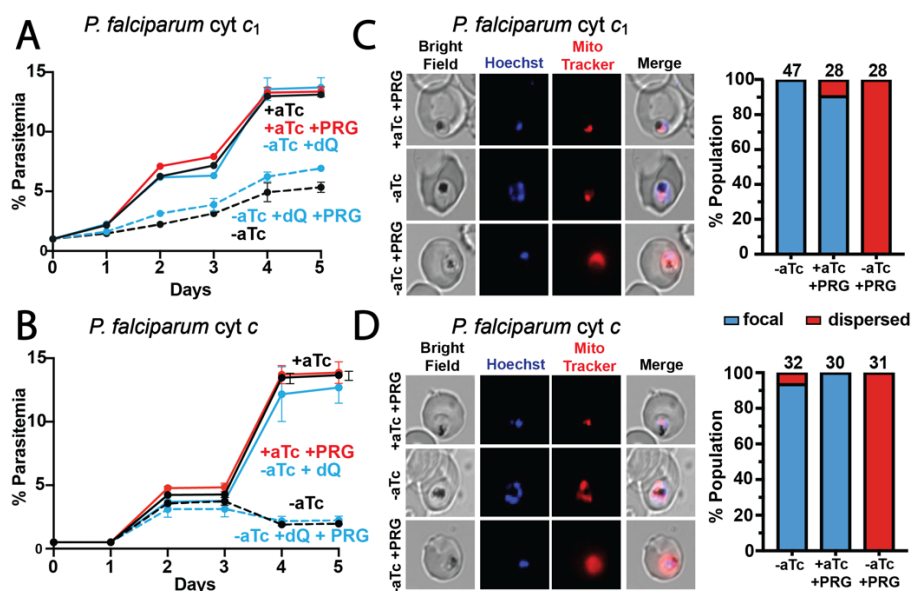 A
P. falciparum cyt c₁
15
10
5
0
% Parasitemia
+aTc
+aTc +PRG
-aTc +dQ
-aTc +dQ +PRG
-aTc
0 1 2 3 4 5
Days
B
P. falciparum cyt c
15
10
5
0
% Parasitemia
+aTc
+aTc +PRG
-aTc + dQ
-aTc
-aTc +dQ + PRG
0 1 2 3 4 5
Days
C
P. falciparum cyt c₁
Bright Field
Hoechst
Mito Tracker
Merge
+aTc +PRG
-aTc
-aTc +PRG
47 28 28
100
80
60
40
20
0
% Population
-aTc
+aTc +PRG
-aTc +PRG
focal
dispersed
D
P. falciparum cyt c
Bright Field
Hoechst
Mito Tracker
Merge
+aTc +PRG
-aTc
-aTc +PRG
32 30 31
100
80
60
40
20
0
% Population
-aTc
+aTc +PRG
-aTc +PRG